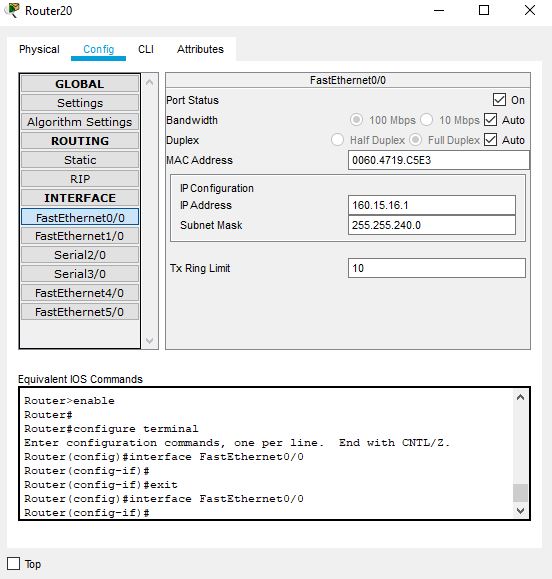 Router20
Physical Config CLI Attributes
GLOBAL
Settings
Algorithm Settings
ROUTING
Static
RIP
INTERFACE
FastEthernet0/0
FastEthernet1/0
Serial2/0
Serial3/0
FastEthernet4/0
FastEthernet5/0
FastEthernet0/0
Port Status On
Bandwidth 100 Mbps 10 Mbps Auto
Duplex Half Duplex Full Duplex Auto
MAC Address 0060.4719.C5E3
IP Configuration
IP Address 160.15.16.1
Subnet Mask 255.255.240.0
Tx Ring Limit 10
Equivalent IOS Commands
Router>enable
Router#
Router#configure terminal
Enter configuration commands, one per line. End with CNTL/Z.
Router(config)#interface FastEthernet0/0
Router(config-if)#
Router(config-if)#exit
Router(config)#interface FastEthernet0/0
Router(config-if)#
Top